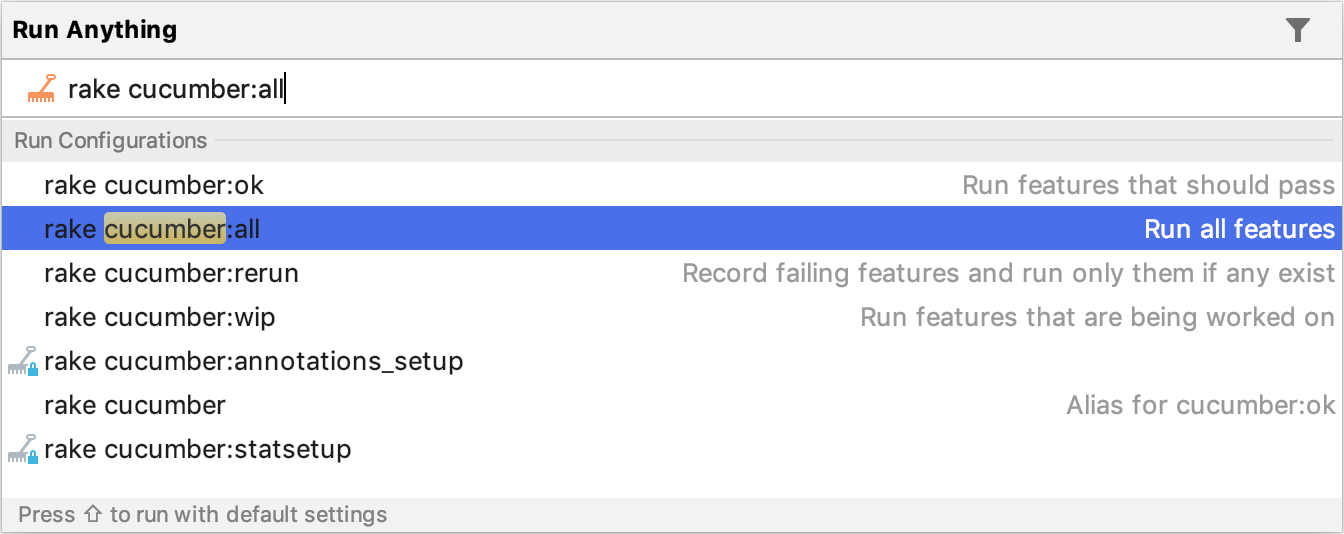 Run Anything
rake cucumber:all
Run Configurations
rake cucumber:ok Run features that should pass
rake cucumber:all Run all features
rake cucumber:rerun Record failing features and run only them if any exist
rake cucumber:wip Run features that are being worked on
rake cucumber:annotations_setup
rake cucumber Alias for cucumber:ok
rake cucumber:statsetup
Press ⇧ to run with default settings